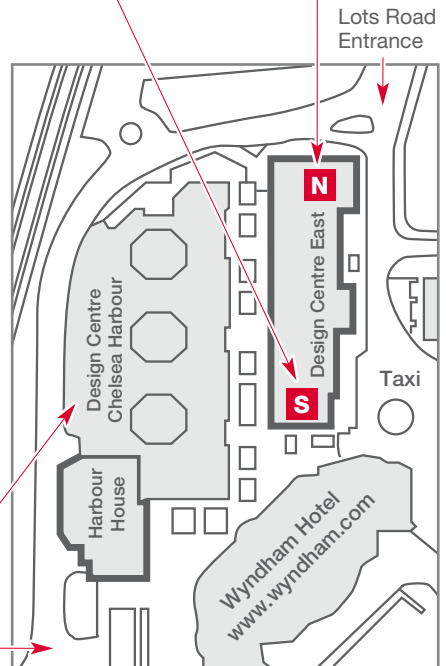 Lots Road
Entrance
N
Design Centre East
Design Centre
Chelsea Harbour
S
Taxi
Harbour
House
Wyndham Hotel
www.wyndham.com